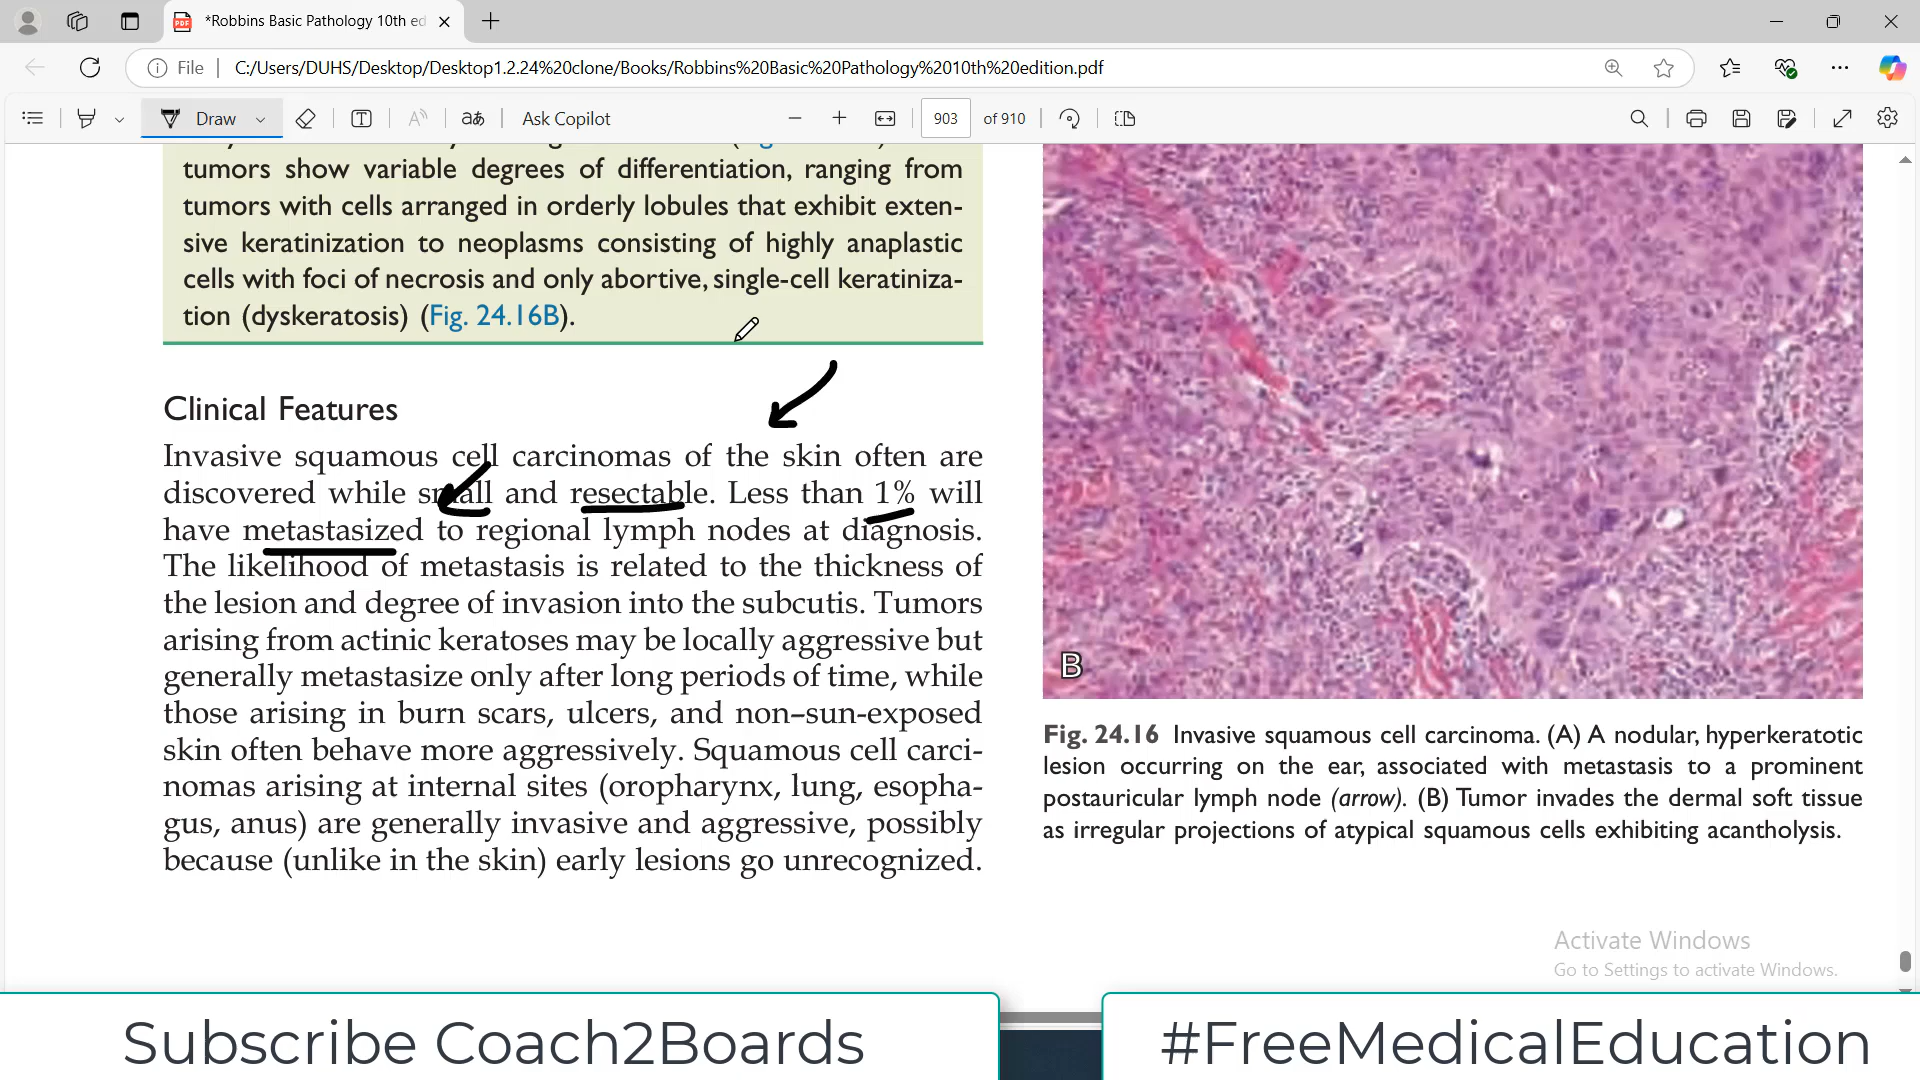 *Robbins Basic Pathology 10th ed
File
C:/Users/DUHS/Desktop/Desktop1.2.24%20clone/Books/Robbins%20Basic%20Pathology%2010th%20edition.pdf
Draw
T
aあ
Ask Copilot
903 of 910
tumors show variable degrees of differentiation, ranging from
tumors with cells arranged in orderly lobules that exhibit exten-
sive keratinization to neoplasms consisting of highly anaplastic
cells with foci of necrosis and only abortive, single-cell keratiniza-
tion (dyskeratosis) (Fig. 24.16B).
Clinical Features
Invasive squamous cell carcinomas of the skin often are
discovered while small and resectable. Less than 1% will
have metastasized to regional lymph nodes at diagnosis.
The likelihood of metastasis is related to the thickness of
the lesion and degree of invasion into the subcutis. Tumors
arising from actinic keratoses may be locally aggressive but
generally metastasize only after long periods of time, while
those arising in burn scars, ulcers, and non–sun-exposed
skin often behave more aggressively. Squamous cell carci-
nomas arising at internal sites (oropharynx, lung, esopha-
gus, anus) are generally invasive and aggressive, possibly
because (unlike in the skin) early lesions go unrecognized.
B
Fig. 24.16 Invasive squamous cell carcinoma. (A) A nodular, hyperkeratotic
lesion occurring on the ear, associated with metastasis to a prominent
postauricular lymph node (arrow). (B) Tumor invades the dermal soft tissue
as irregular projections of atypical squamous cells exhibiting acantholysis.
Activate Windows
Go to Settings to activate Windows.
Subscribe Coach2Boards
#FreeMedicalEducation